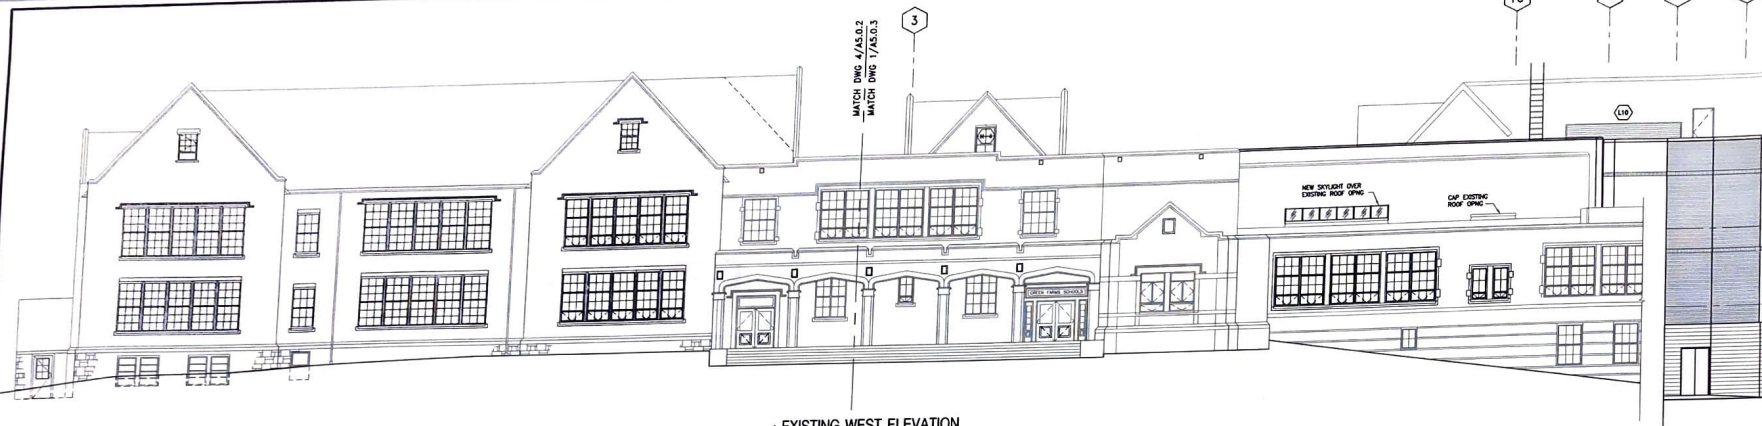 MATCH DWG 4/A5.0.2
MATCH DWG 1/A5.0.3
3
L10
NEW SKYLIGHT OVER
EXISTING ROOF OPNG
CAP EXISTING
ROOF OPNG
GREEN FARMS SCHOOLS
EXISTING WEST ELEVATION